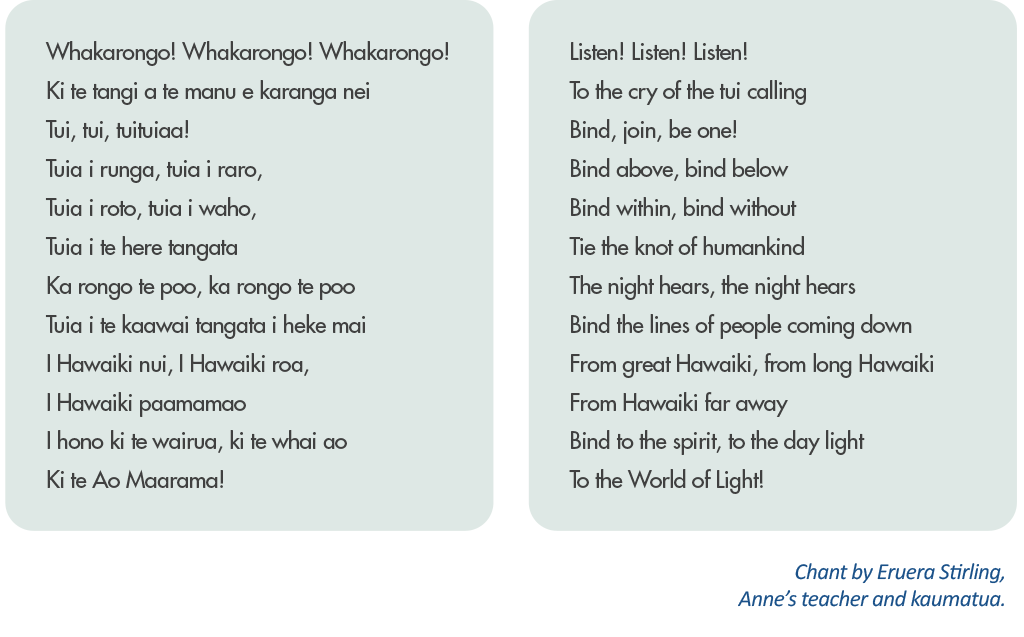 Whakarongo! Whakarongo! Whakarongo!
Ki te tangi a te manu e karanga nei
Tui, tui, tuituiaa!
Tuia i runga, tuia i raro,
Tuia i roto, tuia i waho,
Tuia i te here tangata
Ka rongo te poo, ka rongo te poo
Tuia i te kaawai tangata i heke mai
I Hawaiki nui, I Hawaiki roa,
I Hawaiki paamamao
I hono ki te wairua, ki te whai ao
Ki te Ao Maarama!
Listen! Listen! Listen!
To the cry of the tui calling
Bind, join, be one!
Bind above, bind below
Bind within, bind without
Tie the knot of humankind
The night hears, the night hears
Bind the lines of people coming down
From great Hawaiki, from long Hawaiki
From Hawaiki far away
Bind to the spirit, to the day light
To the World of Light!
Chant by Eruera Stirling,
Anne's teacher and kaumatua.